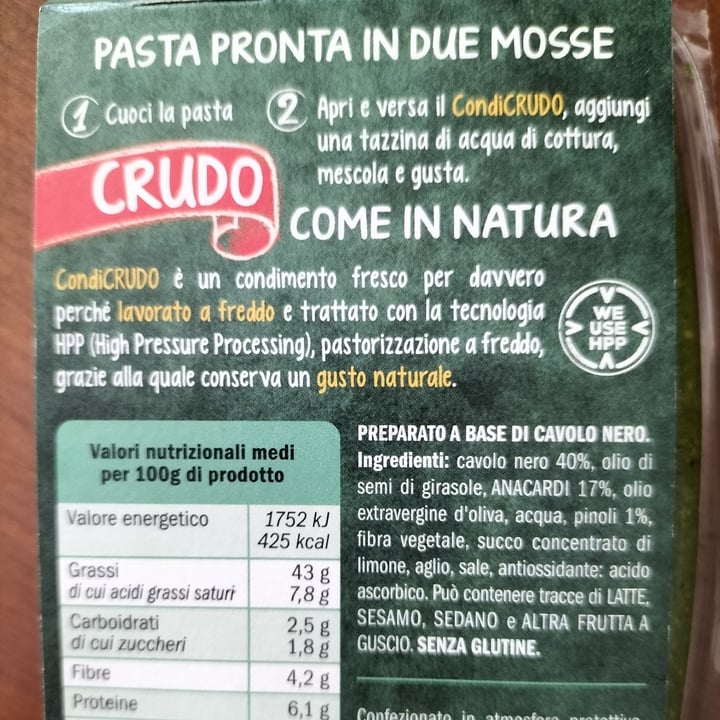 PASTA PRONTA IN DUE MOSSE
1 Cuoci la pasta
2 Apri e versa il CondiCRUDO, aggiungi
una tazzina di acqua di cottura,
mescola e gusta.
CRUDO
COME IN NATURA
CondiCRUDO è un condimento fresco per davvero
perché lavorato a freddo e trattato con la tecnologia
HPP (High Pressure Processing), pastorizzazione a freddo,
grazie alla quale conserva un gusto naturale.
WE
USE
HPP
Valori nutrizionali medi
per 100g di prodotto
Valore energetico 1752 kJ
425 kcal
Grassi 43 g
di cui acidi grassi saturi 7,8 g
Carboidrati 2,5 g
di cui zuccheri 1,8 g
Fibre 4,2 g
Proteine 6,1 g
PREPARATO A BASE DI CAVOLO NERO.
Ingredienti: cavolo nero 40%, olio di
semi di girasole, ANACARDI 17%, olio
extravergine d'oliva, acqua, pinoli 1%,
fibra vegetale, succo concentrato di
limone, aglio, sale, antiossidante: acido
ascorbico. Può contenere tracce di LATTE,
SESAMO, SEDANO e ALTRA FRUTTA A
GUSCIO. SENZA GLUTINE.
Confezionato in atmosfera protettiva